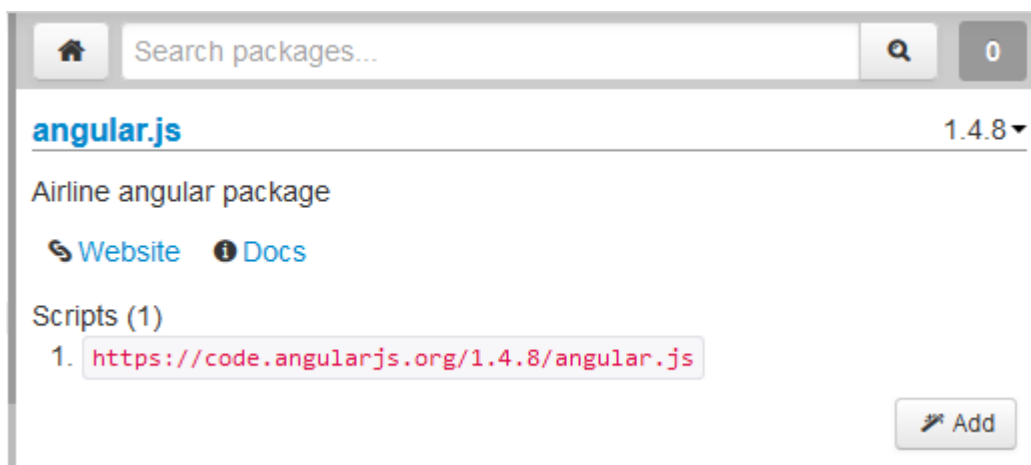 Search packages...
0
angular.js 1.4.8
Airline angular package
Website Docs
Scripts (1)
1. https://code.angularjs.org/1.4.8/angular.js
Add